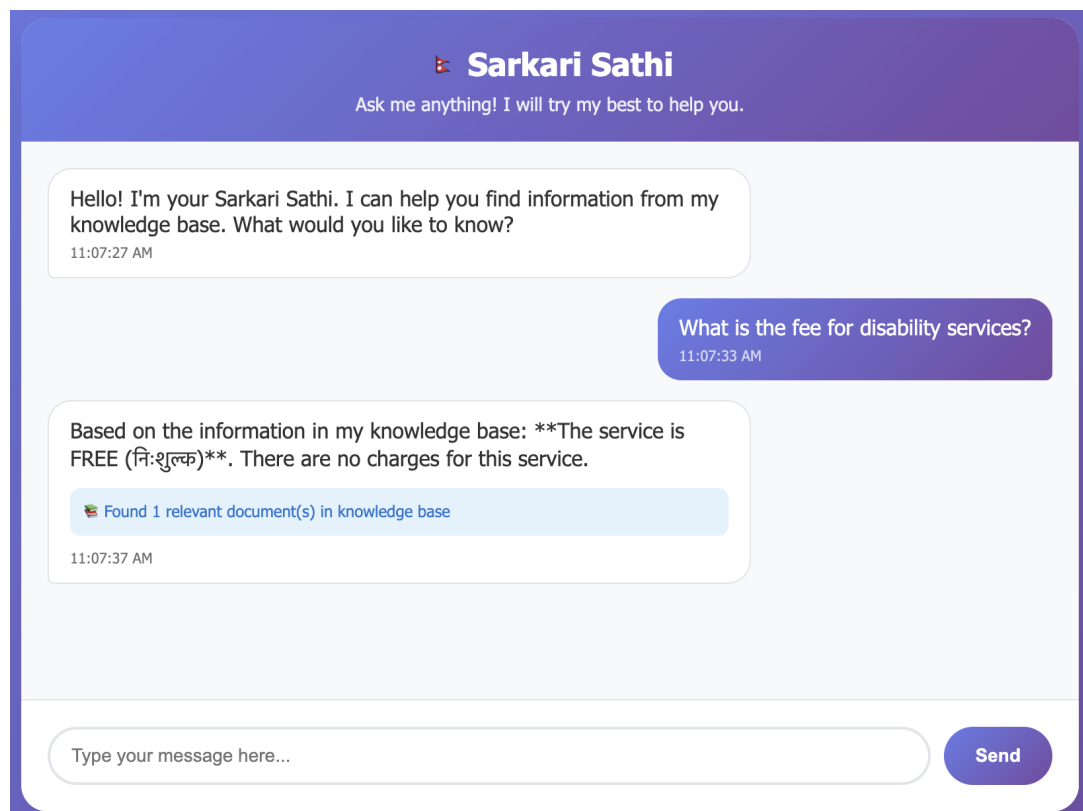 Sarkari Sathi
Ask me anything! I will try my best to help you.
Hello! I'm your Sarkari Sathi. I can help you find information from my
knowledge base. What would you like to know?
11:07:27 AM
What is the fee for disability services?
11:07:33 AM
Based on the information in my knowledge base: **The service is
FREE (निःशुल्क)**. There are no charges for this service.
Found 1 relevant document(s) in knowledge base
11:07:37 AM
Type your message here...
Send